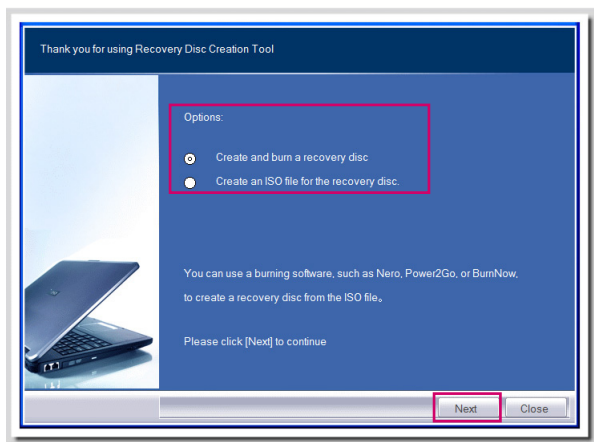 Thank you for using Recovery Disc Creation Tool
Options:
Create and burn a recovery disc
Create an ISO file for the recovery disc.
You can use a burning software, such as Nero, Power2Go, or BurnNow,
to create a recovery disc from the ISO file。
Please click [Next] to continue
Next Close